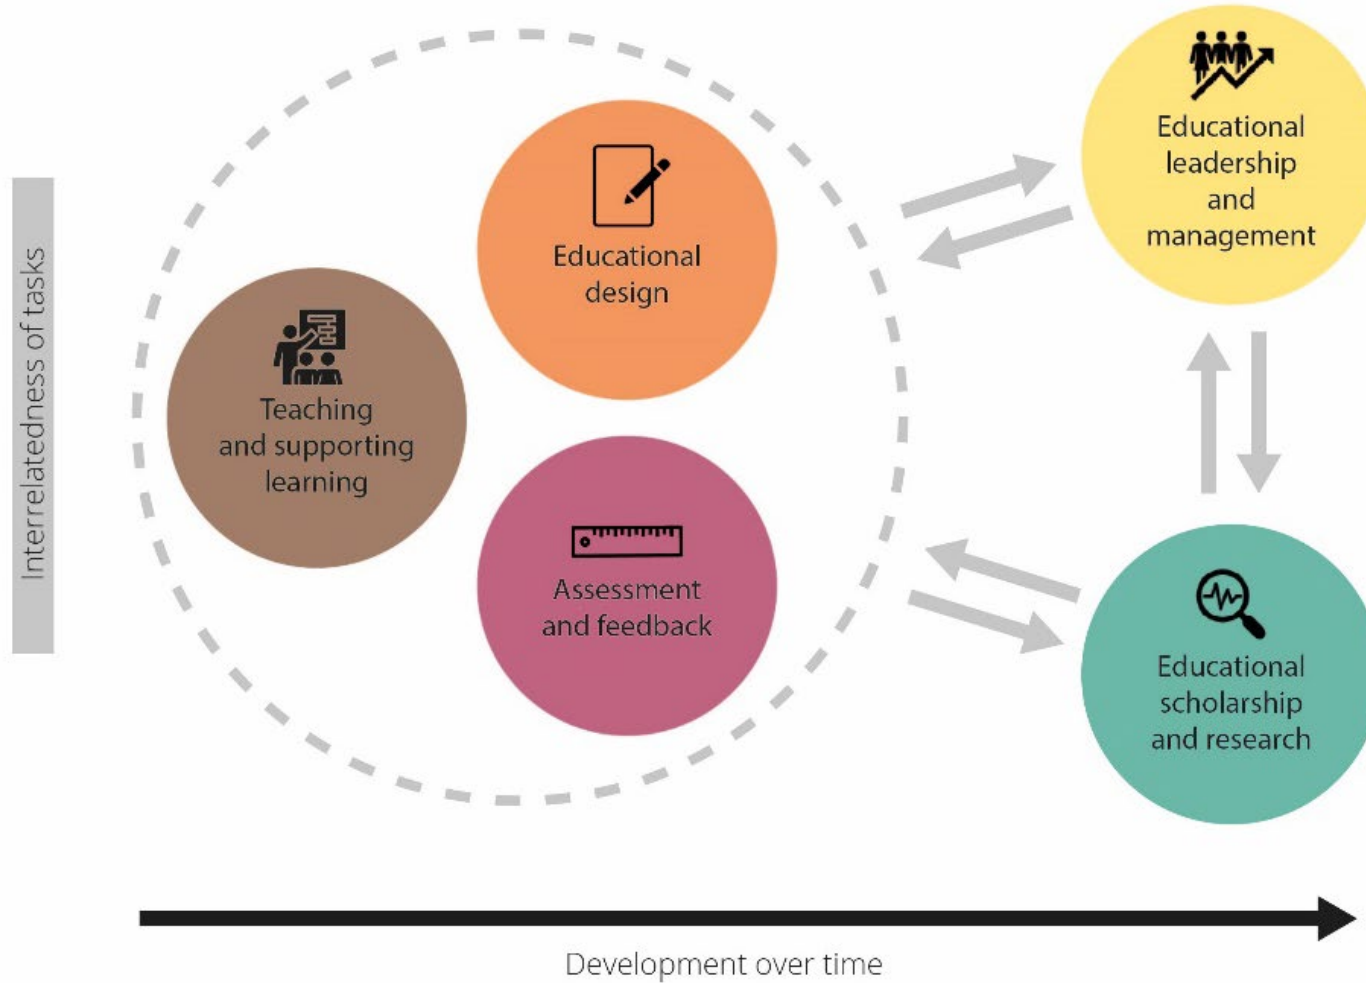 Interrelatedness of tasks
Teaching
and supporting
learning
Educational
design
Assessment
and feedback
Educational
leadership
and
management
Educational
scholarship
and research
Development over time